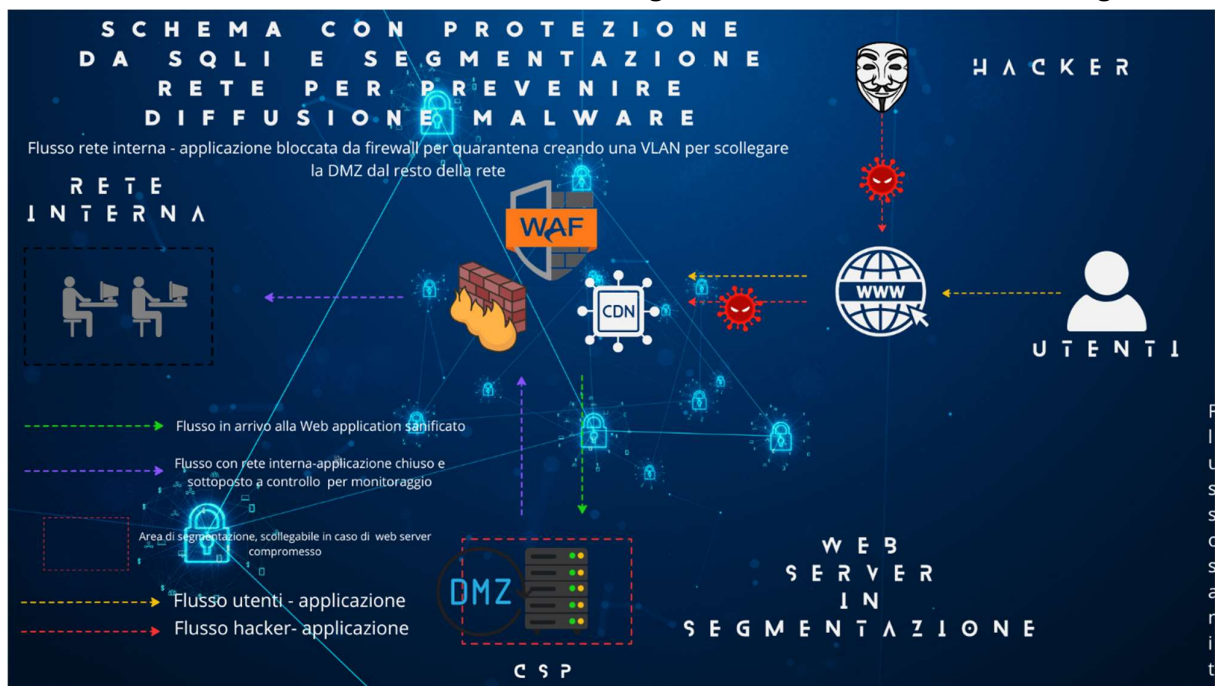 SCHEMA CON PROTEZIONE
DA SQLI E SEGMENTAZIONE
RETE PER PREVENIRE
DIFFUSIONE MALWARE
Flusso rete interna - applicazione bloccata da firewall per quarantena creando una VLAN per scollegare
la DMZ dal resto della rete
HACKER
RETE
INTERNA
WAF
CDN
WWW
UTENTI
Flusso in arrivo alla Web application sanificato
Flusso con rete interna-applicazione chiuso e
sottoposto a controllo per monitoraggio
Area di segmentazione, scollegabile in caso di web server
compromesso
Flusso utenti - applicazione
Flusso hacker- applicazione
DMZ
CSP
WEB
SERVER
IN
SEGMENTAZIONE